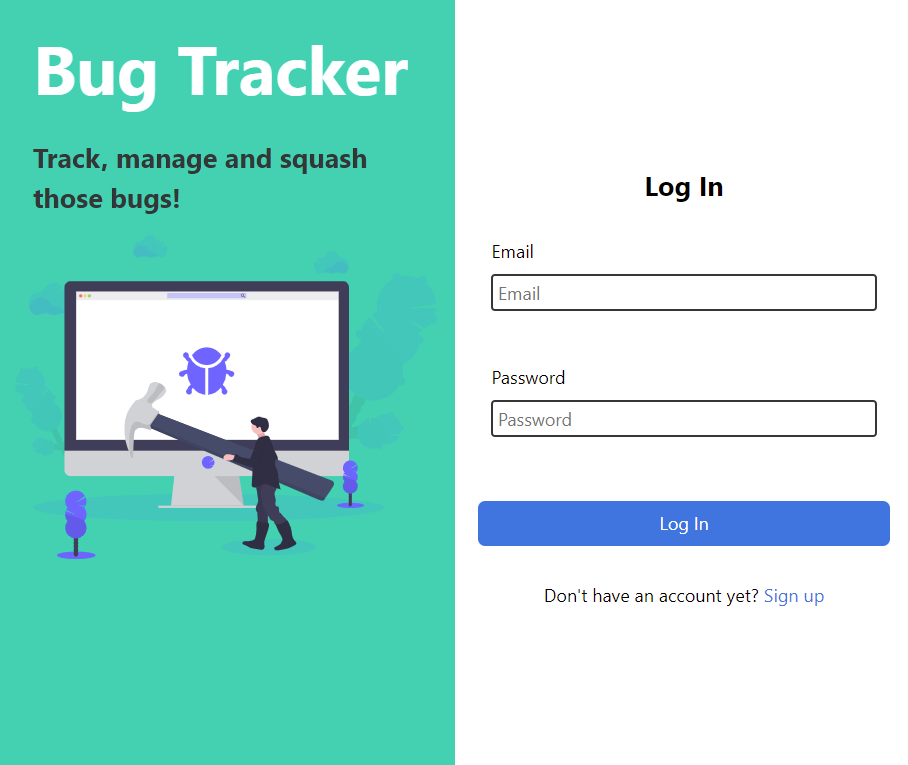 Bug Tracker
Track, manage and squash
those bugs!
Log In
Email
Email
Password
Password
Log In
Don't have an account yet? Sign up